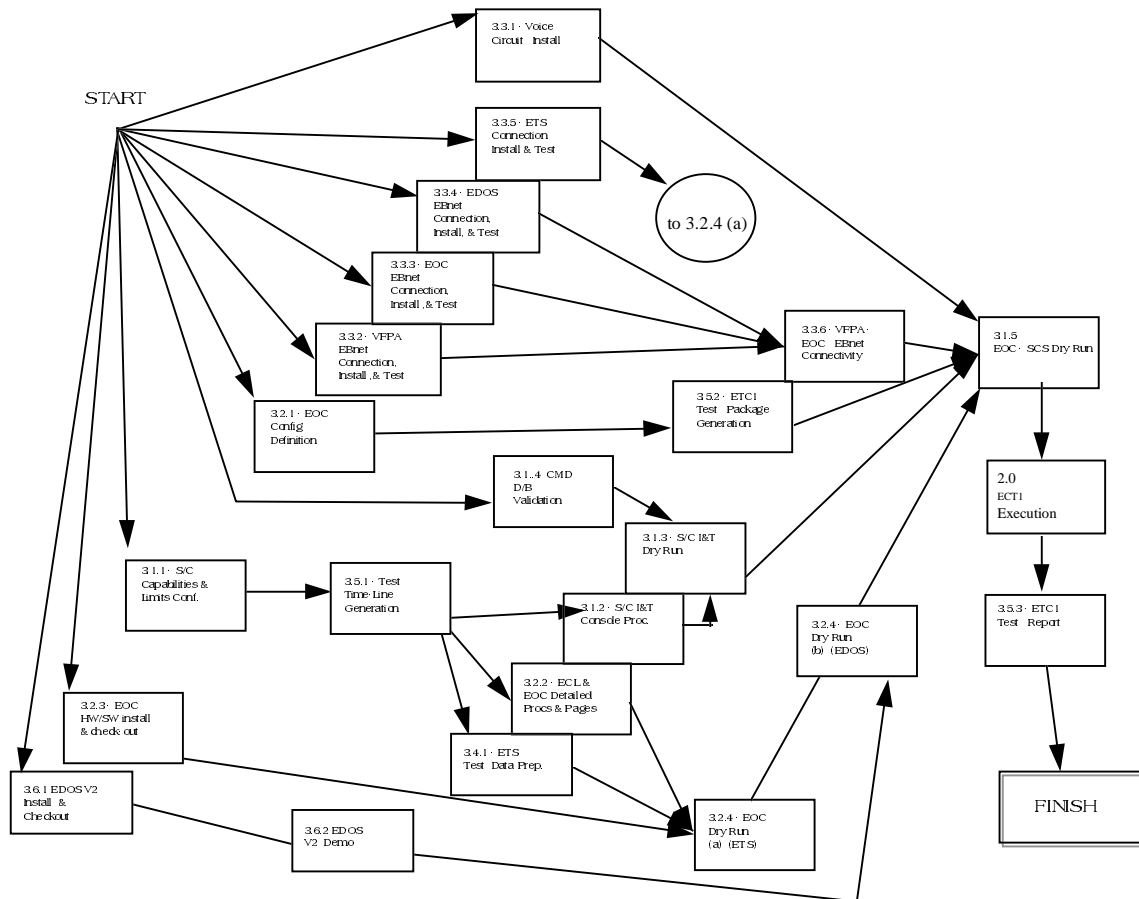 3.3.1 · Voice
Circuit Install
START
3.3.5 · ETS
Connection
Install & Test
3.3.4 · EDOS
EBnet
Connection,
Install, & Test
to 3.2.4 (a)
3.3.3 · EOC
EBnet
Connection,
Install ,& Test
3.3.2 · VFPA
EBnet
Connection,
Install ,& Test
3.3.6 · VFPA ·
EOC EBnet
Connectivity
3.1.5
EOC · SCS Dry Run
3.2.1 · EOC
Config
Definition
3.5.2 · ETC1
Test Package
Generation
3.1..4 CMD
D/B
Validation
2.0
ECT1
Execution
3.1.3 · S/C I&T
Dry Run
3.1.1 · S/C
Capabilities &
Limits Conf.
3.5.1 · Test
Time·Line
Generation
3.1.2 · S/C I&T
Console Proc.
3.5.3 · ETC1
Test Report
3.2.4 · EOC
Dry Run
(b) (EDOS)
3.2.2 · ECL &
EOC Detailed
Procs & Pages
3.2.3 · EOC
HW/SW install
& check·out
3.4.1 · ETS
Test Data Prep.
3.6.1 EDOS V2
Install &
Checkout
3.6.2 EDOS
V2 Demo
3.2.4 · EOC
Dry Run
(a) (ETS)
FINISH